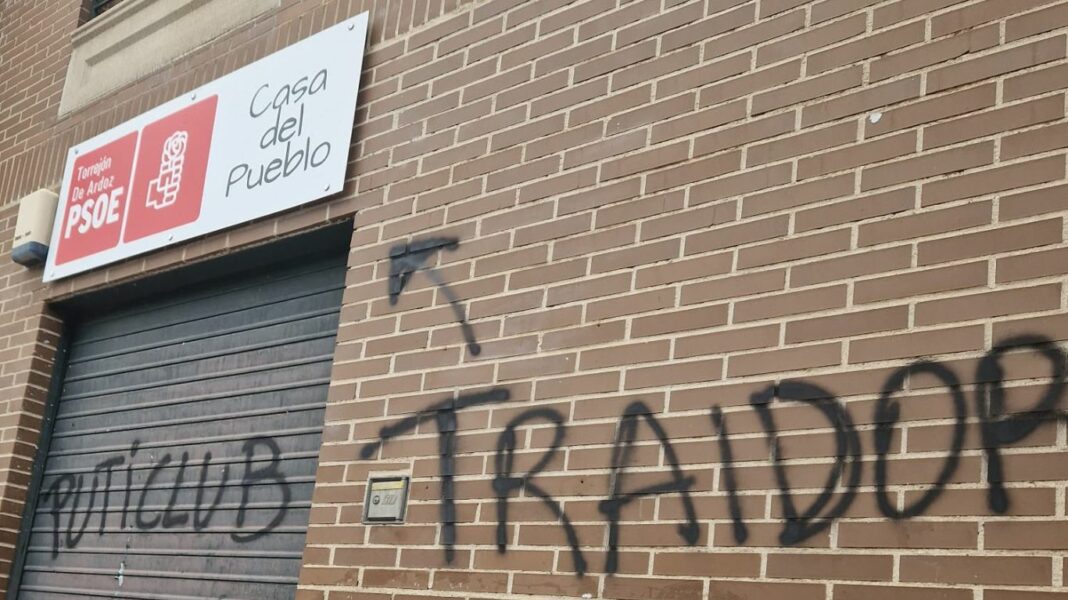 Torrejón
De Ardoz
PSOE
Casa
del
Pueblo
PUTICLUB
TRAIDOR